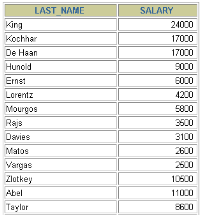 LAST_NAME SALARY
King 24000
Kochhar 17000
De Haan 17000
Hunold 9000
Ernst 6000
Lorentz 4200
Mourgos 5800
Rajs 3500
Davies 3100
Matos 2600
Vargas 2500
Zlotkey 10500
Abel 11000
Taylor 8600